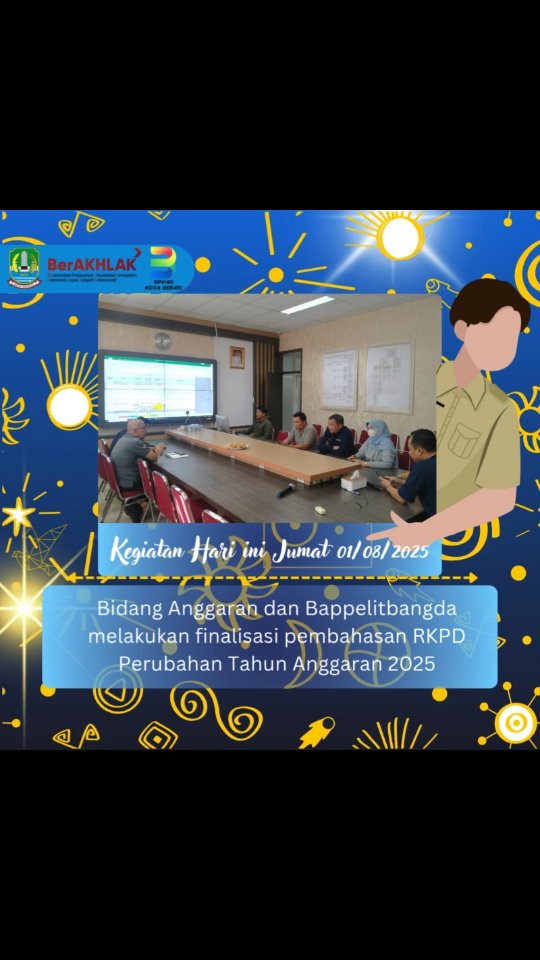 BerAKHLAK
BPKAD
KOTA BEKASI
Kegiatan Hari ini Jumat 01/08/2025
Bidang Anggaran dan Bappelitbangda
melakukan finalisasi pembahasan RKPD
Perubahan Tahun Anggaran 2025